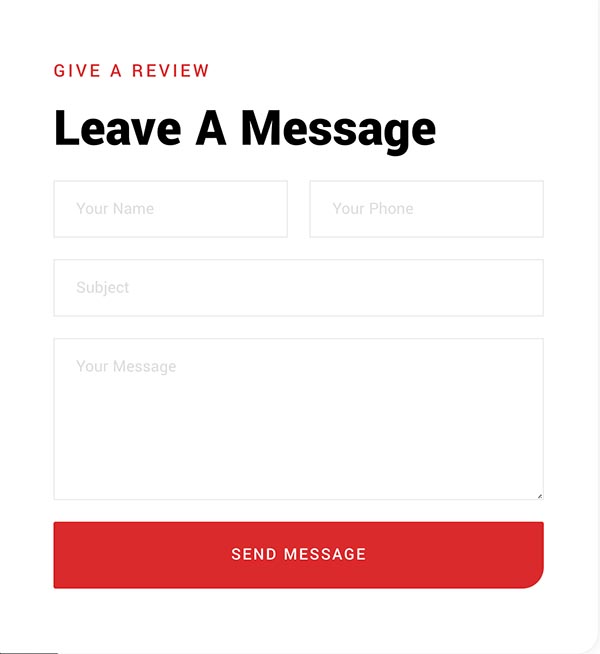 GIVE A REVIEW
Leave A Message
Your Name
Your Phone
Subject
Your Message
SEND MESSAGE